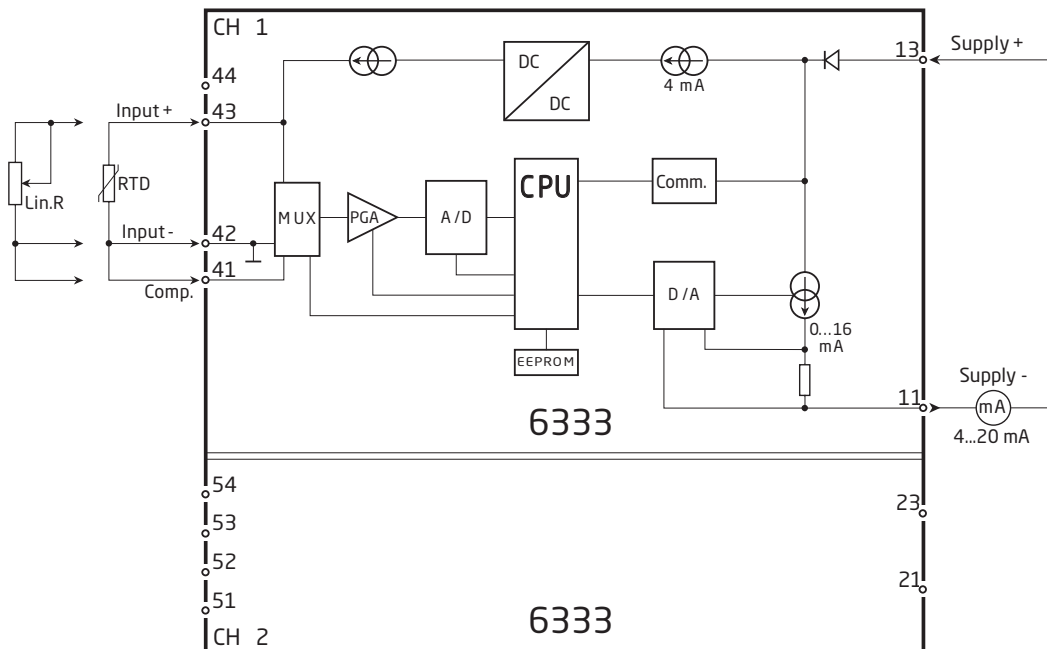 CH 1
44
43
42
41
Input +
Input -
Comp.
Lin.R
RTD
DC
DC
4 mA
13
Supply +
MUX
PGA
A/D
CPU
Comm.
D/A
EEPROM
0...16
mA
11
Supply -
mA
4...20 mA
6333
54
53
52
51
23
21
6333
CH 2